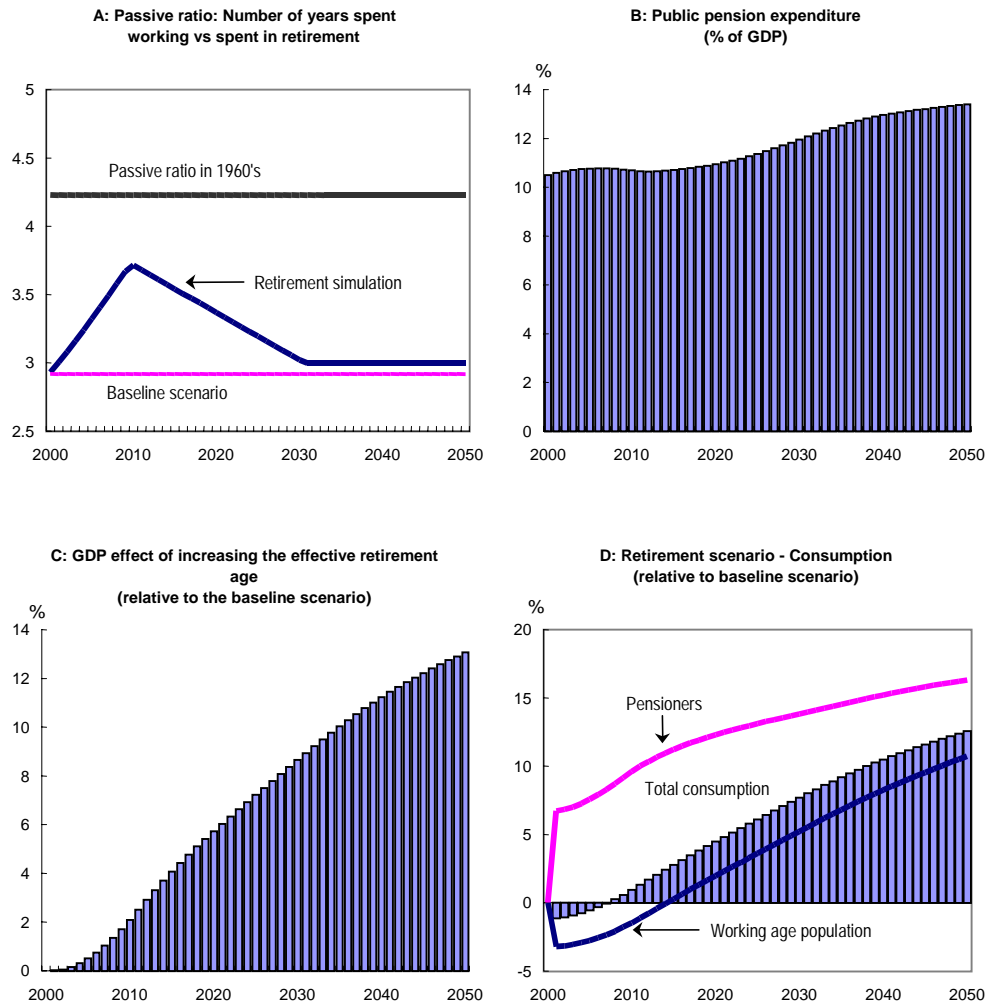 A: Passive ratio: Number of years spent
working vs spent in retirement
5
4.5
4
3.5
3
2.5
Passive ratio in 1960's
Retirement simulation
Baseline scenario
2000 2010 2020 2030 2040 2050
B: Public pension expenditure
(% of GDP)
%
14
12
10
8
6
4
2
0
2000 2010 2020 2030 2040 2050
C: GDP effect of increasing the effective retirement
age
(relative to the baseline scenario)
%
14
12
10
8
6
4
2
0
2000 2010 2020 2030 2040 2050
D: Retirement scenario - Consumption
(relative to baseline scenario)
%
20
15
10
5
0
-5
Pensioners
Total consumption
Working age population
2000 2010 2020 2030 2040 2050